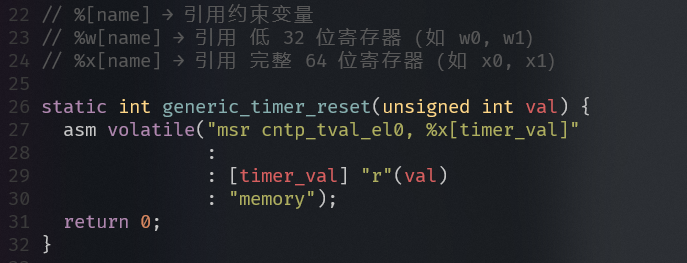 22 // %[name] → 引用约束变量
23 // %w[name] → 引用 低 32 位寄存器 (如 w0, w1)
24 // %x[name] → 引用 完整 64 位寄存器 (如 x0, x1)
25
26 static int generic_timer_reset(unsigned int val) {
27   asm volatile("msr cntp_tval_el0, %x[timer_val]"
28                :
29                : [timer_val] "r"(val)
30                : "memory");
31   return 0;
32 }